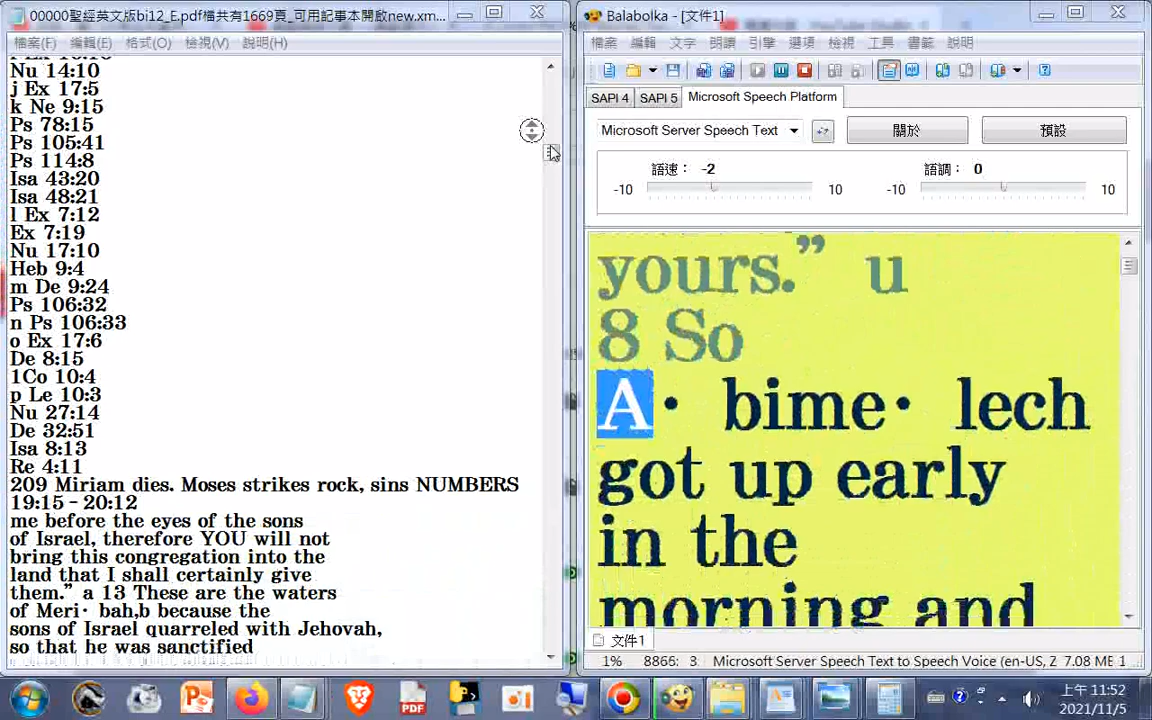 00000聖經英文版bi12_E.pdf檔共有1669頁_可用記事本開啟new.xm...
檔案(F) 編輯(E) 格式(O) 檢視(V) 說明(H)
Nu 14:10
j Ex 17:5
k Ne 9:15
Ps 78:15
Ps 105:41
Ps 114:8
Isa 43:20
Isa 48:21
l Ex 7:12
Ex 7:19
Nu 17:10
Heb 9:4
m De 9:24
Ps 106:32
n Ps 106:33
o Ex 17:6
De 8:15
1Co 10:4
p Le 10:3
Nu 27:14
De 32:51
Isa 8:13
Re 4:11
209 Miriam dies. Moses strikes rock, sins NUMBERS
19:15 – 20:12
me before the eyes of the sons
of Israel, therefore YOU will not
bring this congregation into the
land that I shall certainly give
them.” a 13 These are the waters
of Meri· bah,b because the
sons of Israel quarreled with Jehovah,
so that he was sanctified
Balabolka - [文件1]
檔案 編輯 文字 朗讀 引擎 選項 檢視 工具 書籤 說明
SAPI 4 SAPI 5 Microsoft Speech Platform
Microsoft Server Speech Text 關於 預設
語速： -2 語調： 0
-10 10 -10 10
yours.” u
8 So
A· bime· lech
got up early
in the
morning and
文件1
1% 8866: 3 Microsoft Server Speech Text to Speech Voice (en-US, Z 7.08 ME 1
上午 11:52
2021/11/5